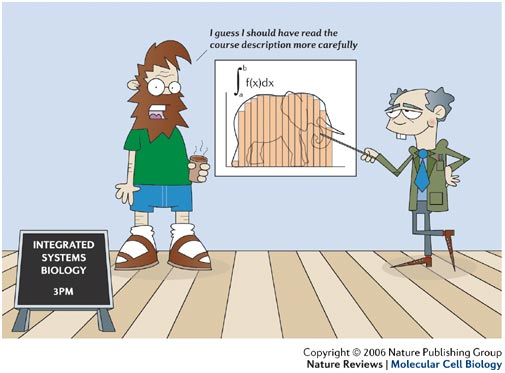 I guess I should have read the
course description more carefully
∫ₐᵇ f(x)dx
INTEGRATED
SYSTEMS
BIOLOGY
3PM
Copyright © 2006 Nature Publishing Group
Nature Reviews | Molecular Cell Biology